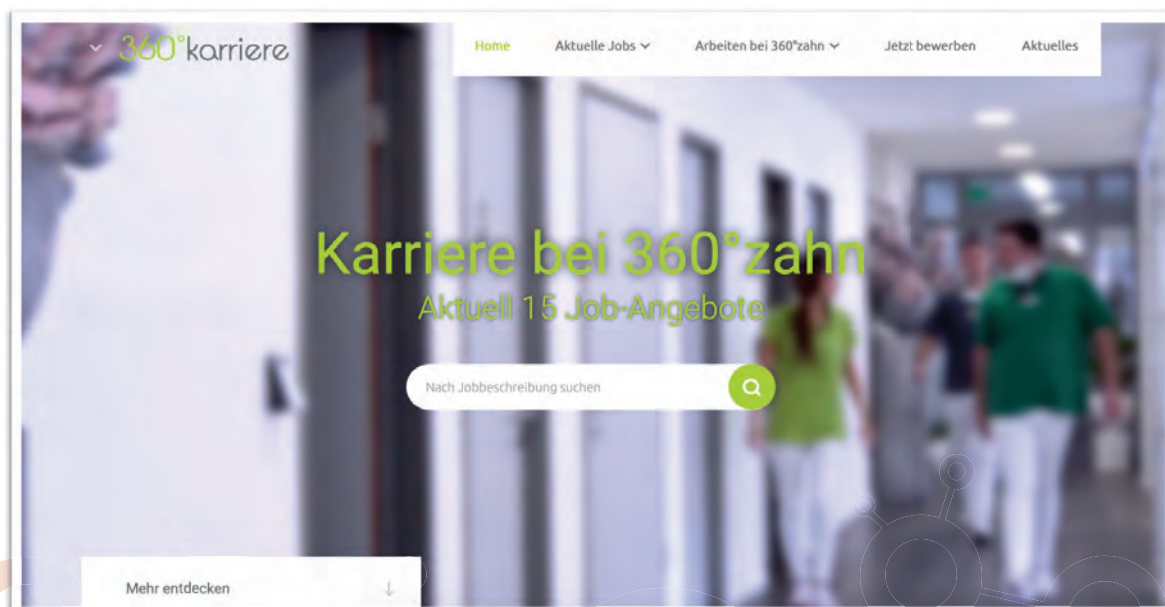 360°karriere
Home Aktuelle Jobs Arbeiten bei 360°zahn Jetzt bewerben Aktuelles
Karriere bei 360°zahn
Aktuell 15 Job-Angebote
Nach Jobbeschreibung suchen
Mehr entdecken